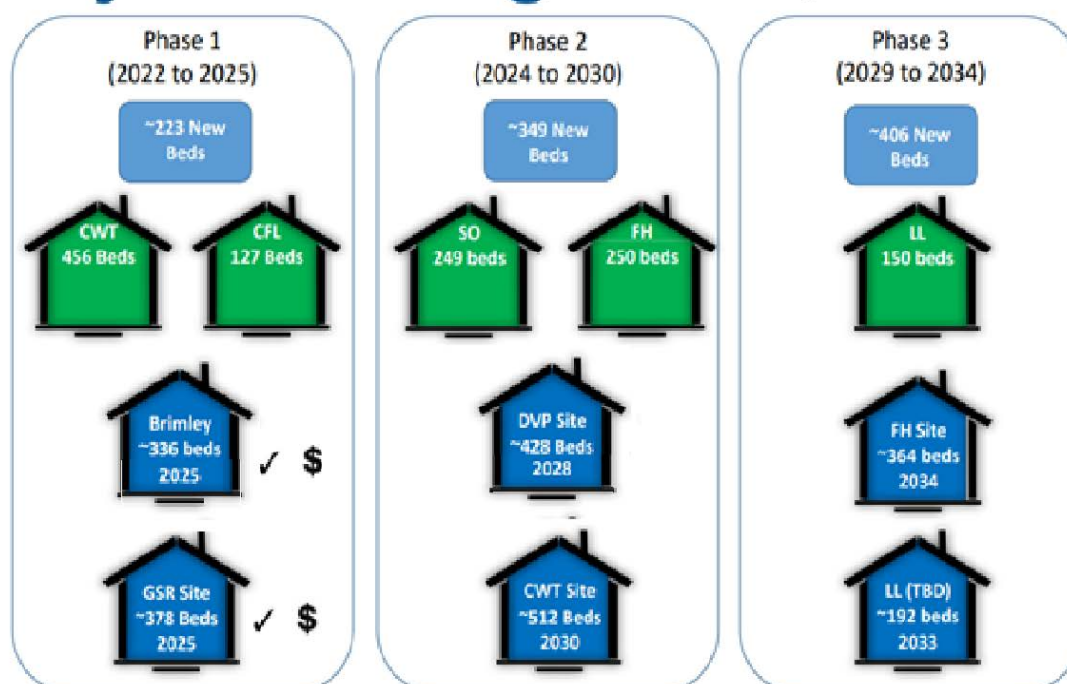 Phase 1
(2022 to 2025)
~223 New
Beds
CWT
456 Beds
CFL
127 Beds
Brimley
~336 beds
2025
✓ $
GSR Site
~378 Beds
2025
✓ $
Phase 2
(2024 to 2030)
~349 New
Beds
SO
249 beds
FH
250 beds
DVP Site
~428 Beds
2028
CWT Site
~512 Beds
2030
Phase 3
(2029 to 2034)
~406 New
Beds
LL
150 beds
FH Site
~364 beds
2034
LL (TBD)
~192 beds
2033